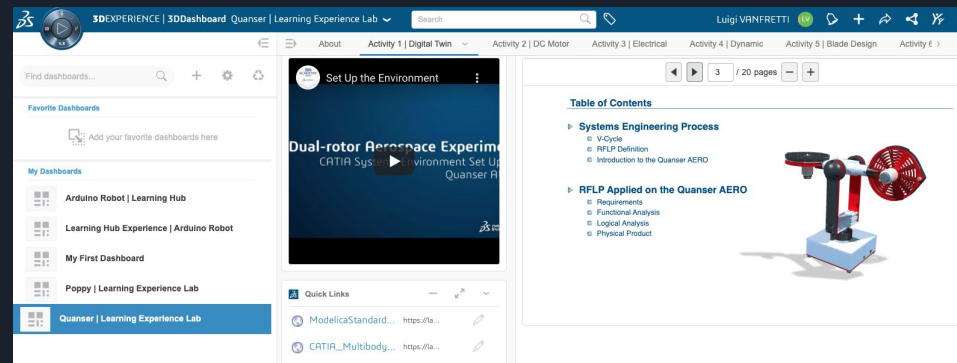 3DEXPERIENCE | 3DDashboard Quanser | Learning Experience Lab
Search
Luigi VANFRETTI
LV
About
Activity 1 | Digital Twin
Activity 2 | DC Motor
Activity 3 | Electrical
Activity 4 | Dynamic
Activity 5 | Blade Design
Activity 6
Find dashboards...
Favorite Dashboards
Add your favorite dashboards here
My Dashboards
Arduino Robot | Learning Hub
Learning Hub Experience | Arduino Robot
My First Dashboard
Poppy | Learning Experience Lab
Quanser | Learning Experience Lab
Set Up the Environment
Dual-rotor Aerospace Experime
CATIA System Environment Set Up
Quanser A
Quick Links
ModelicaStandard... https://la...
CATIA_Multibody... https://la...
3 / 20 pages
Table of Contents
Systems Engineering Process
V-Cycle
RFLP Definition
Introduction to the Quanser AERO
RFLP Applied on the Quanser AERO
Requirements
Functional Analysis
Logical Analysis
Physical Product